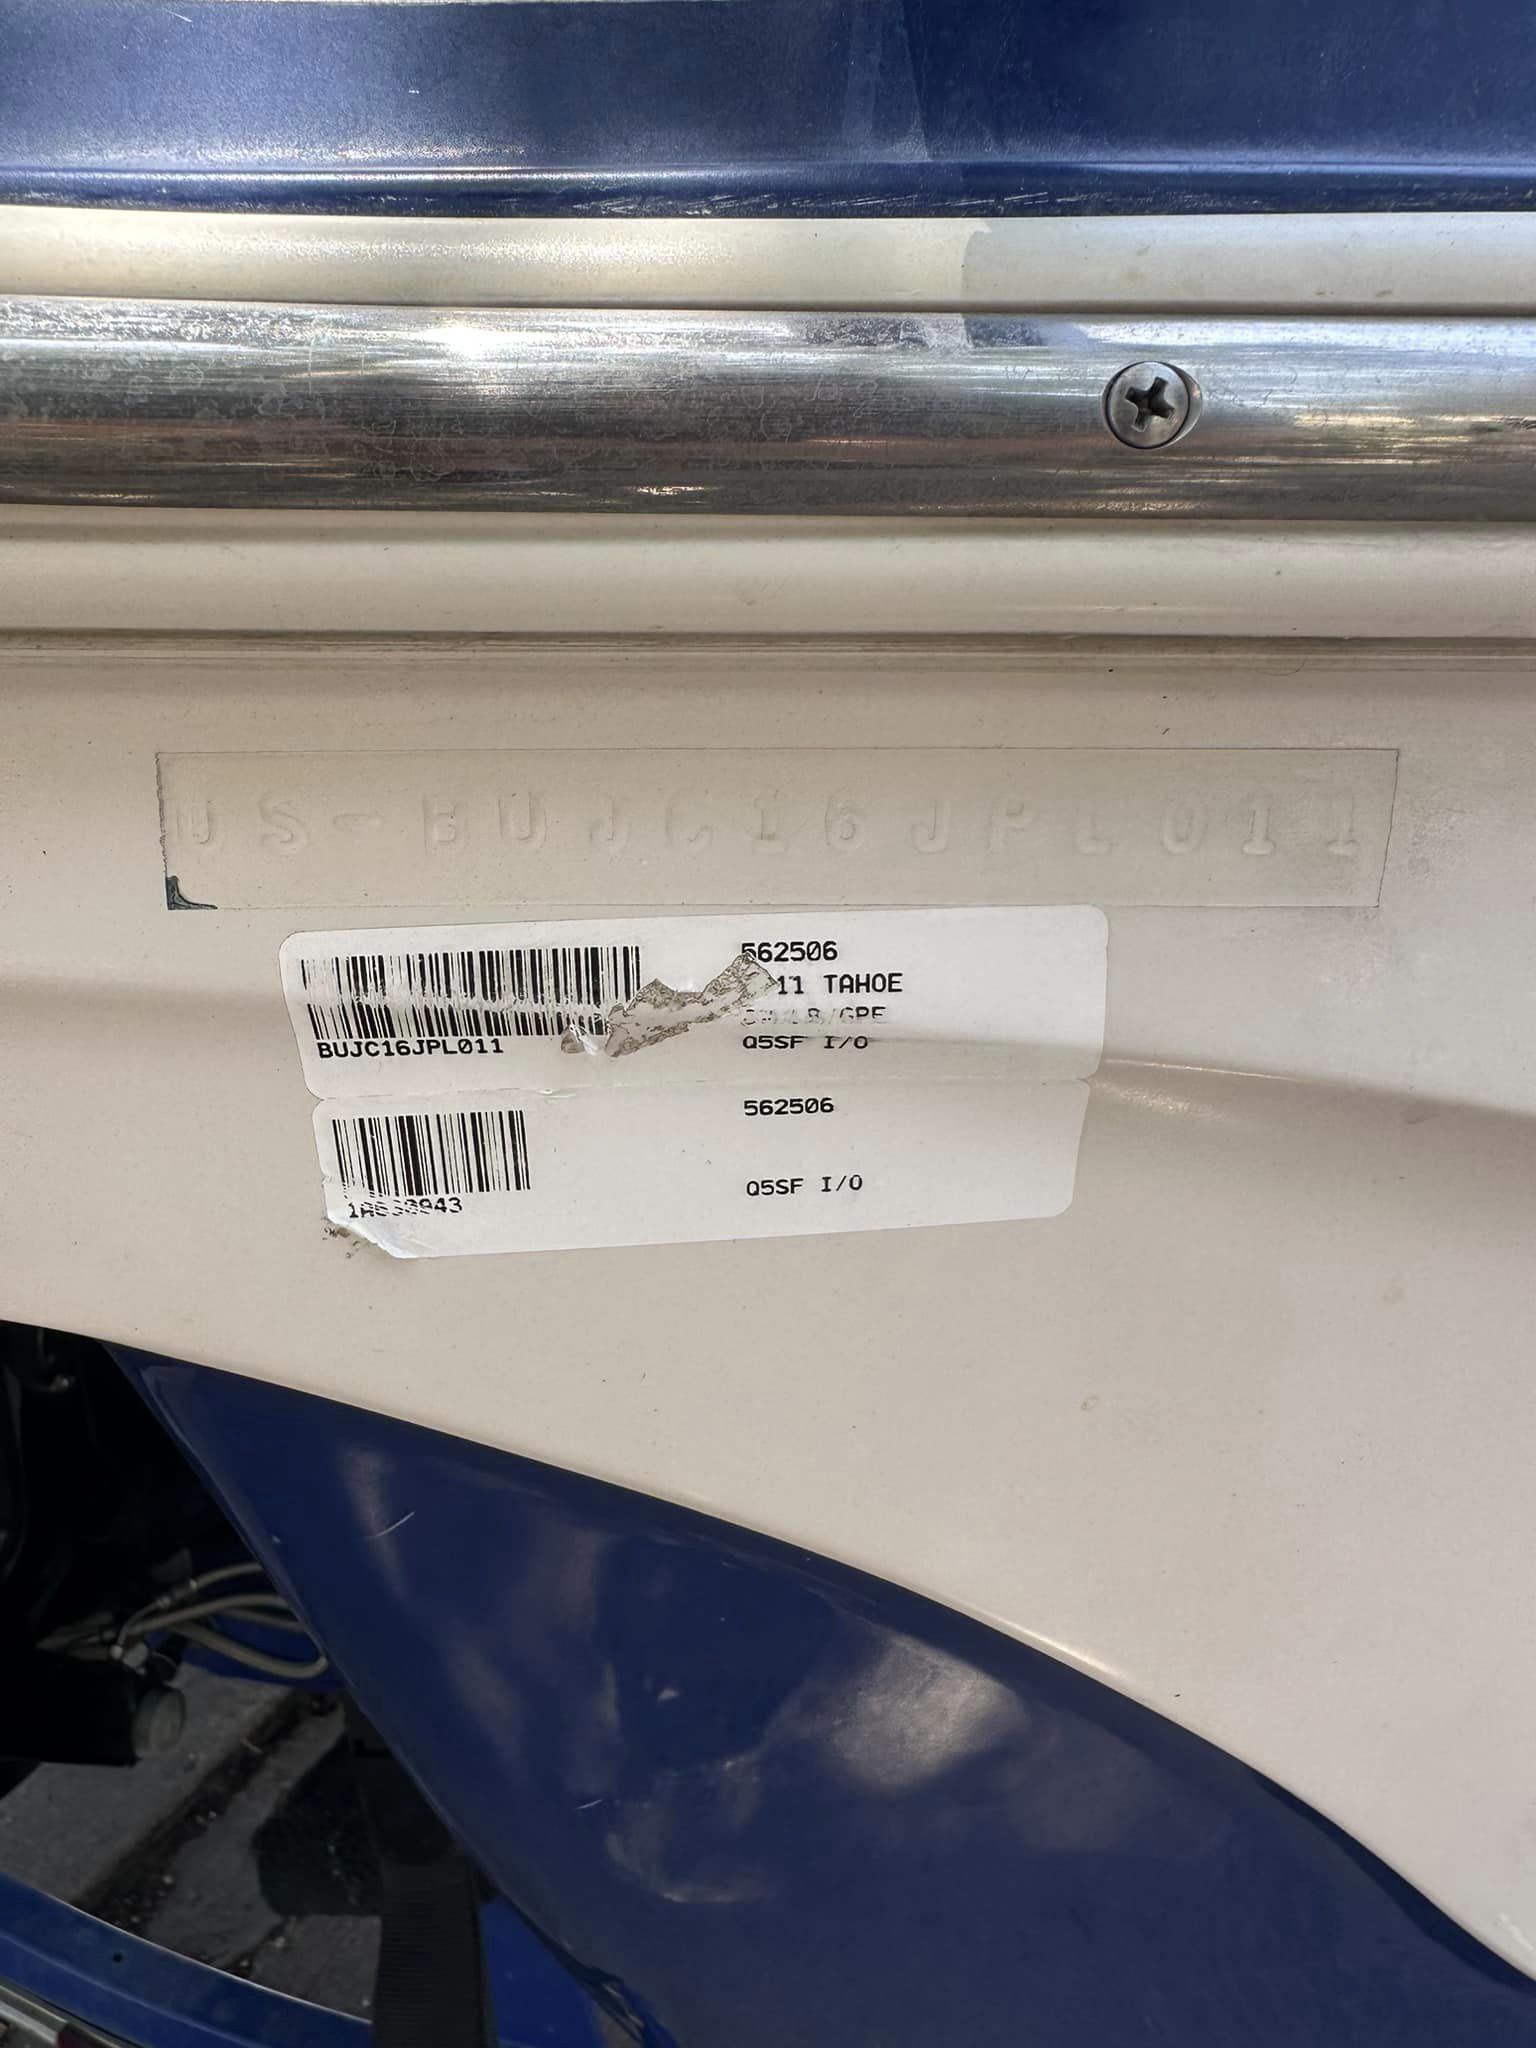 US-BUJC16JPL011
562506
11 TAHOE
BUJC16JPL011
Q5SF I/O
562506
Q5SF I/O